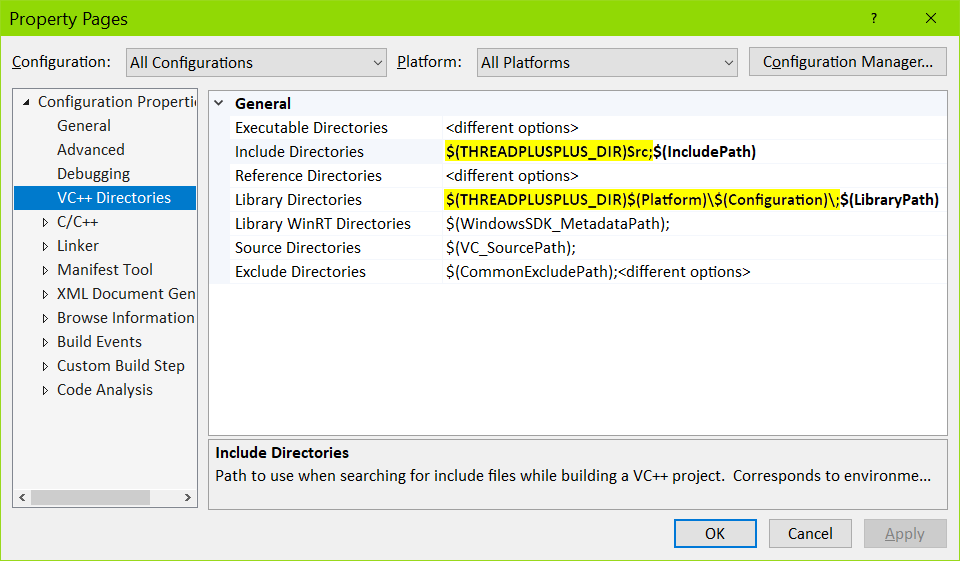 Property Pages
?
Configuration: All Configurations Platform: All Platforms Configuration Manager...
Configuration Properti
General
Advanced
Debugging
VC++ Directories
C/C++
Linker
Manifest Tool
XML Document Gen
Browse Information
Build Events
Custom Build Step
Code Analysis
General
Executable Directories <different options>
Include Directories $(THREADPLUSPLUS_DIR)Src;$(IncludePath)
Reference Directories <different options>
Library Directories $(THREADPLUSPLUS_DIR)$(Platform)\$(Configuration)\;$(LibraryPath)
Library WinRT Directories $(WindowsSDK_MetadataPath);
Source Directories $(VC_SourcePath);
Exclude Directories $(CommonExcludePath);<different options>
Include Directories
Path to use when searching for include files while building a VC++ project.  Corresponds to environme...
OK Cancel Apply